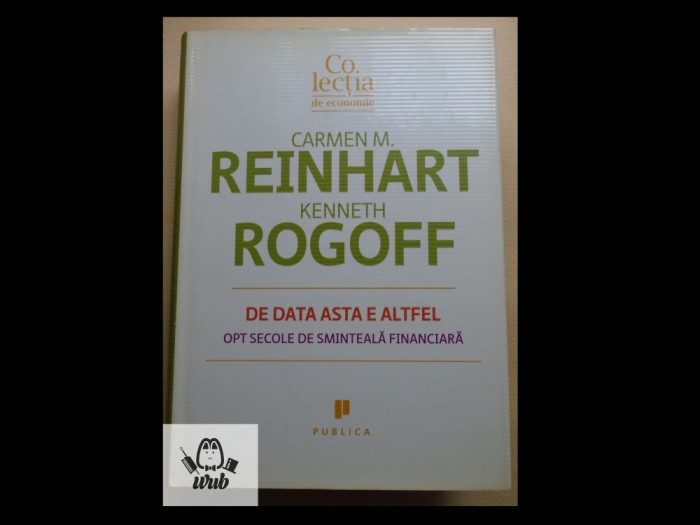 Co.
lecția
de economie
CARMEN M.
REINHART
KENNETH
ROGOFF
DE DATA ASTA E ALTFEL
OPT SECOLE DE SMINTEALĂ FINANCIARĂ
PUBLICA
wub